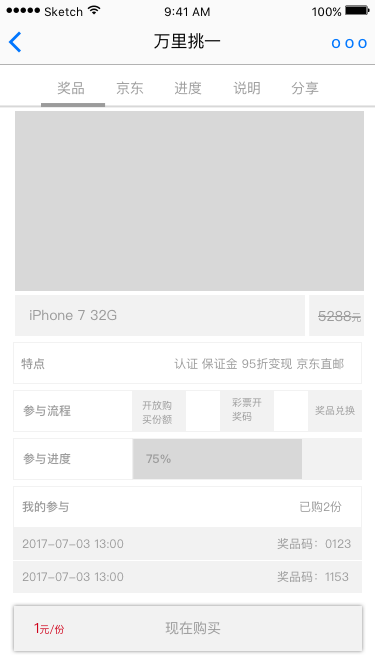 Sketch 9:41 AM 100%
万里挑一
奖品 京东 进度 说明 分享
iPhone 7 32G 5288元
特点 认证 保证金 95折变现 京东直邮
参与流程 开放购买份额 彩票开奖码 奖品兑换
参与进度 75%
我的参与 已购2份
2017-07-03 13:00 奖品码：0123
2017-07-03 13:00 奖品码：1153
1元/份 现在购买